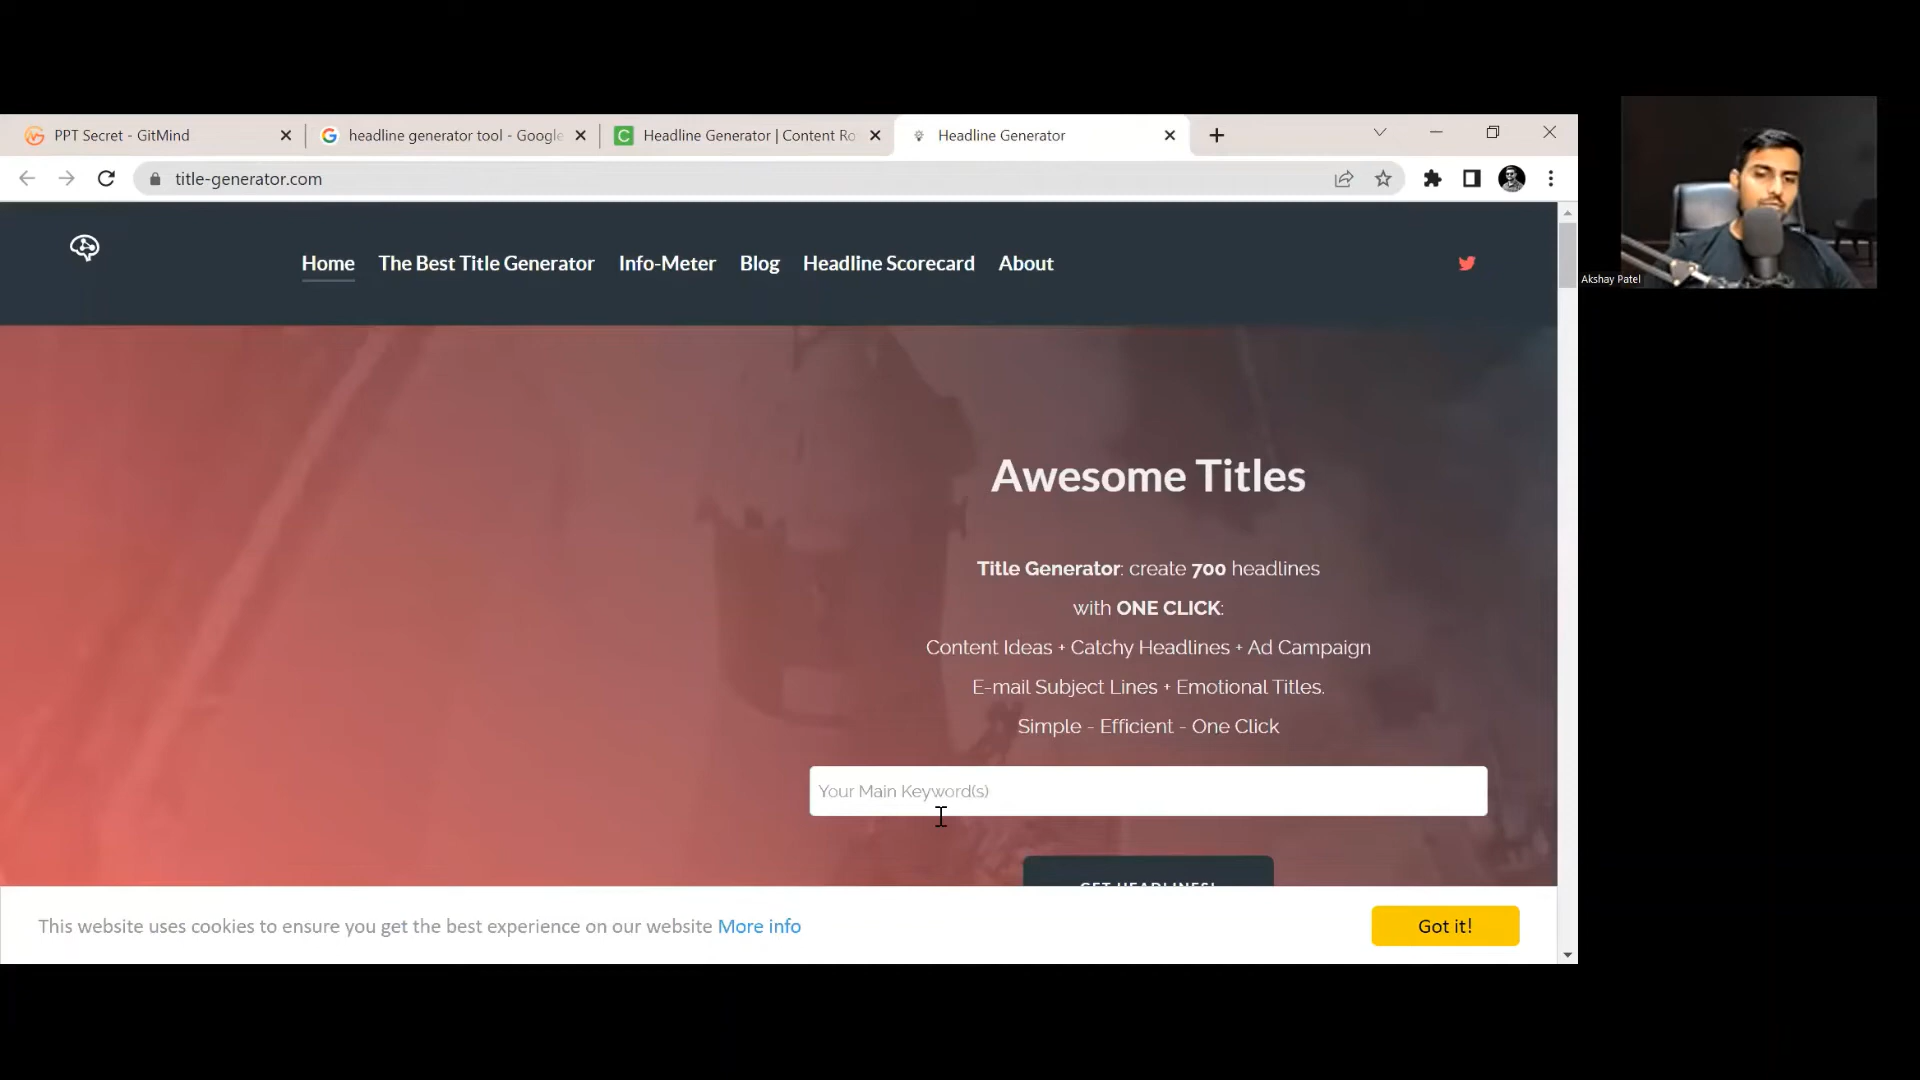 PPT Secret - GitMind
headline generator tool - Google
Headline Generator | Content Ro
Headline Generator
title-generator.com
Akshay Patel
Home The Best Title Generator Info-Meter Blog Headline Scorecard About
Awesome Titles
Title Generator: create 700 headlines
with ONE CLICK:
Content Ideas + Catchy Headlines + Ad Campaign
E-mail Subject Lines + Emotional Titles.
Simple - Efficient - One Click
Your Main Keyword(s)
GET HEADLINES!
This website uses cookies to ensure you get the best experience on our website More info
Got it!